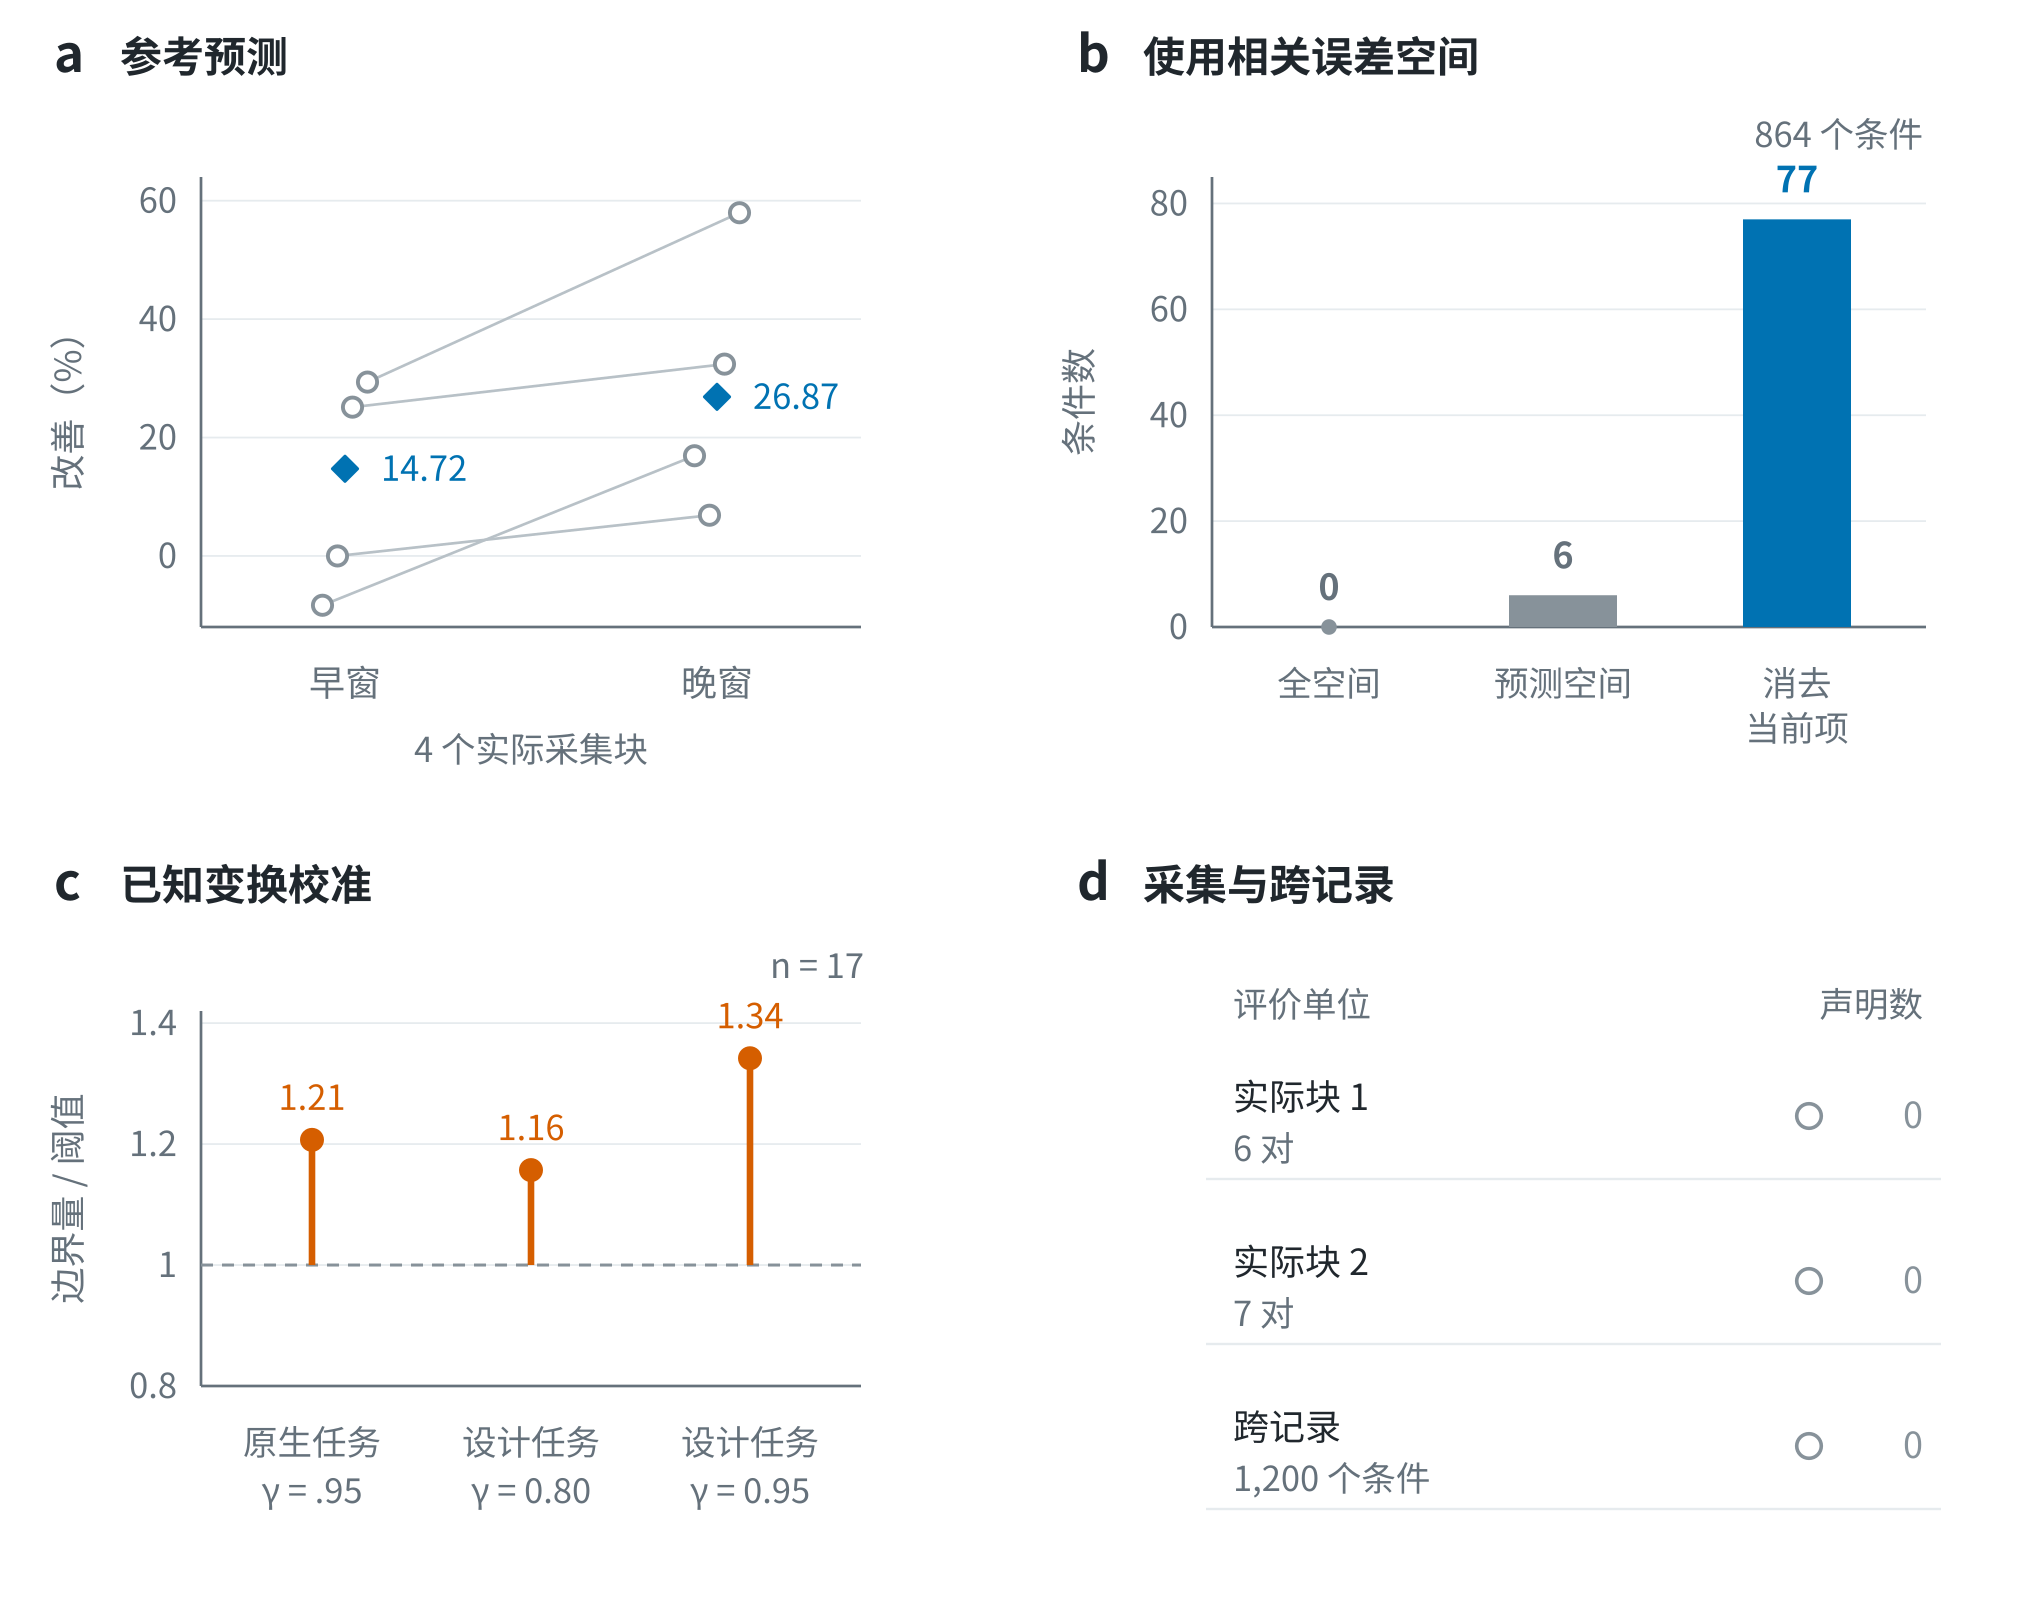 a 参考预测
改善（%）
60
40
20
0
14.72
26.87
早窗
晚窗
4 个实际采集块
b 使用相关误差空间
864 个条件
条件数
80
60
40
20
0
0
6
77
全空间
预测空间
消去
当前项
c 已知变换校准
n = 17
边界量 / 阈值
1.4
1.2
1
0.8
1.21
1.16
1.34
原生任务
γ = .95
设计任务
γ = 0.80
设计任务
γ = 0.95
d 采集与跨记录
评价单位 声明数
实际块 1
6 对
0
实际块 2
7 对
0
跨记录
1,200 个条件
0